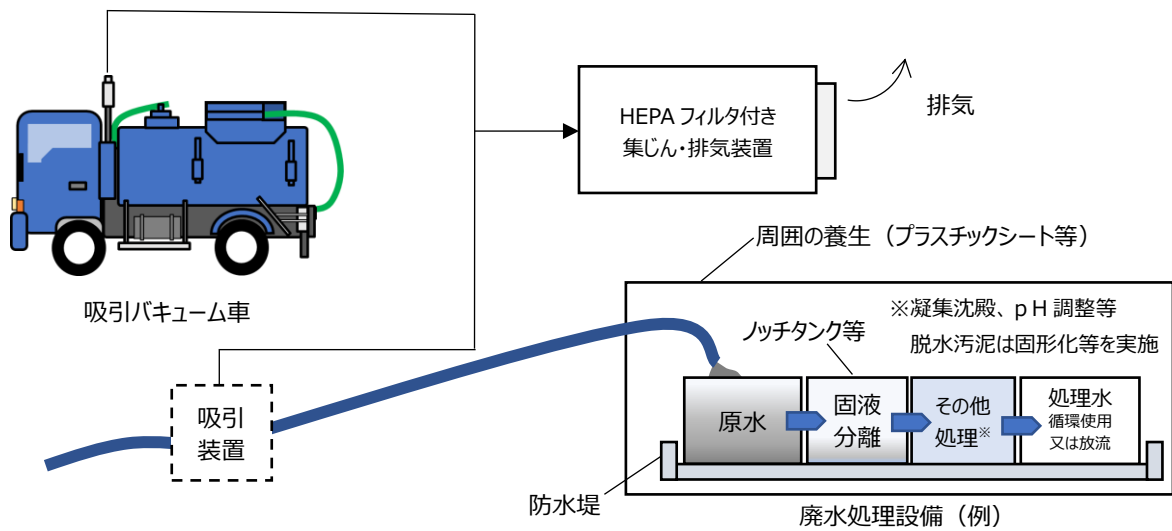 HEPA フィルタ付き
集じん・排気装置
排気
吸引バキューム車
周囲の養生（プラスチックシート等）
※凝集沈殿、ｐH 調整等
脱水汚泥は固形化等を実施
ノッチタンク等
吸引
装置
原水
固液
分離
その他
処理※
処理水
循環使用
又は放流
防水堤
廃水処理設備（例）